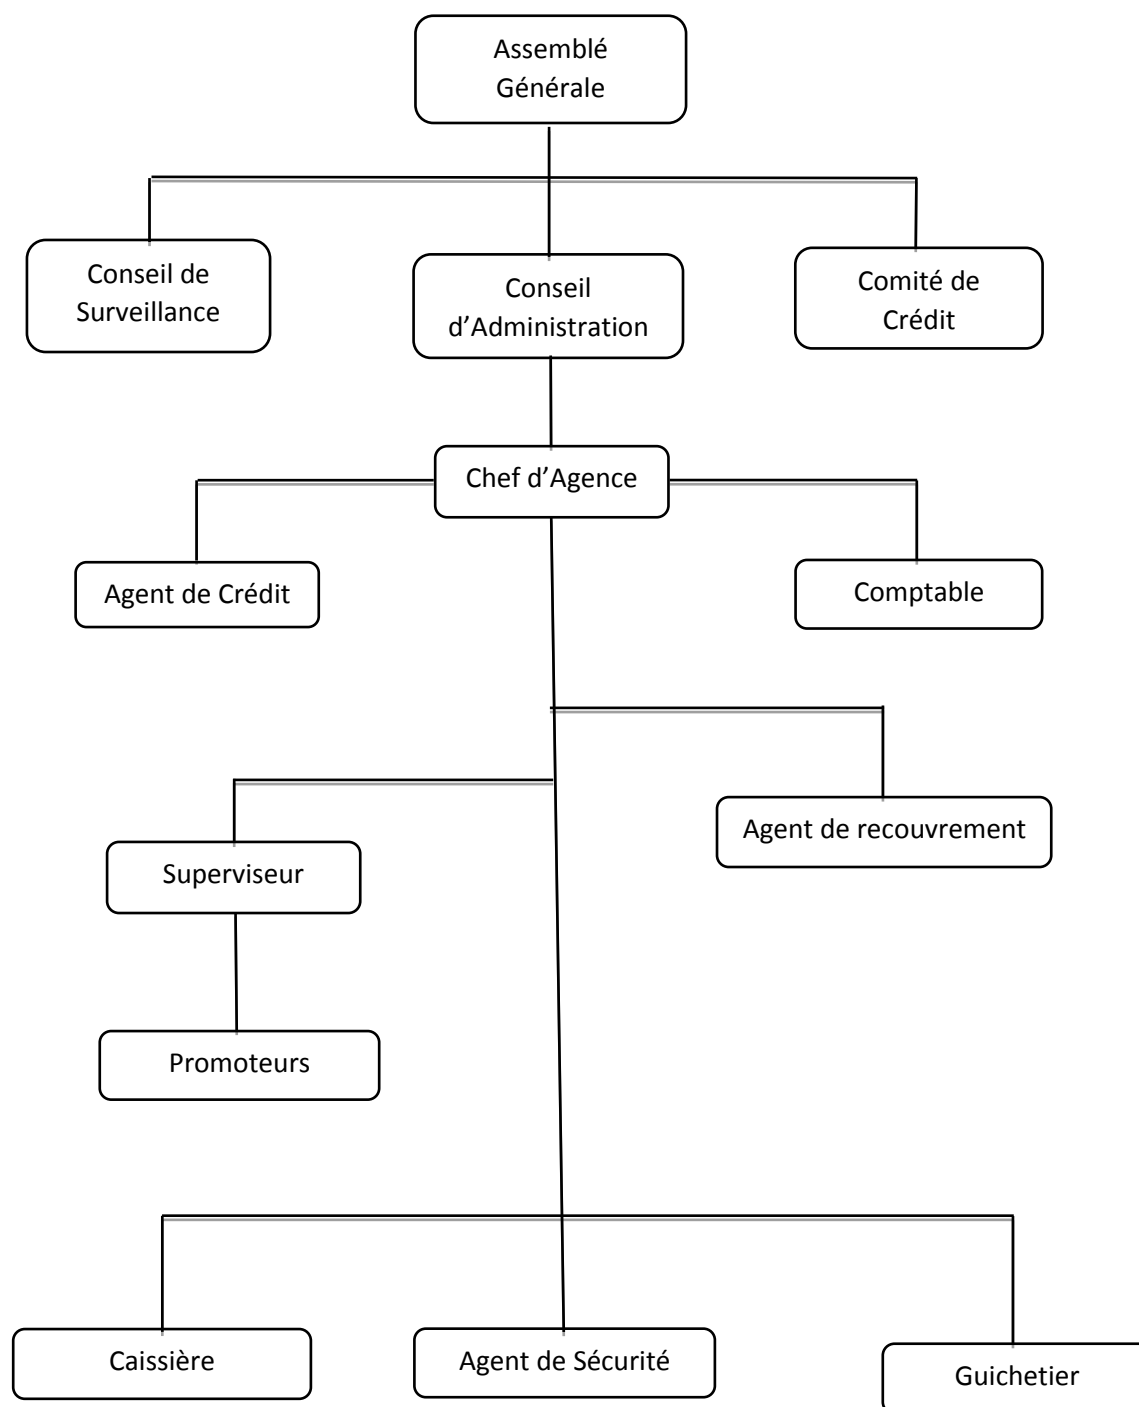 Assemblé
Générale
Conseil de
Surveillance
Conseil
d’Administration
Comité de
Crédit
Chef d’Agence
Agent de Crédit
Comptable
Agent de recouvrement
Superviseur
Promoteurs
Caissière
Agent de Sécurité
Guichetier